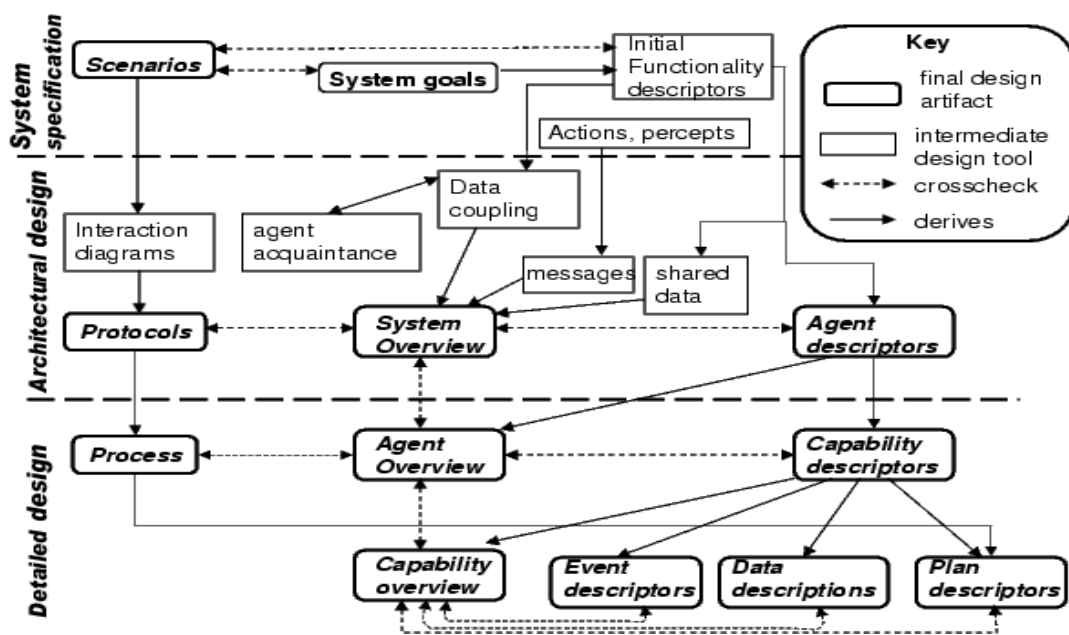 System
specification
Scenarios
System goals
Initial
Functionality
descriptors
Actions, percepts
Key
final design
artifact
intermediate
design tool
crosscheck
derives
Architectural design
Interaction
diagrams
agent
acquaintance
Data
coupling
messages
shared
data
Protocols
System
Overview
Agent
descriptors
Detailed design
Process
Agent
Overview
Capability
descriptors
Capability
overview
Event
descriptors
Data
descriptions
Plan
descriptors